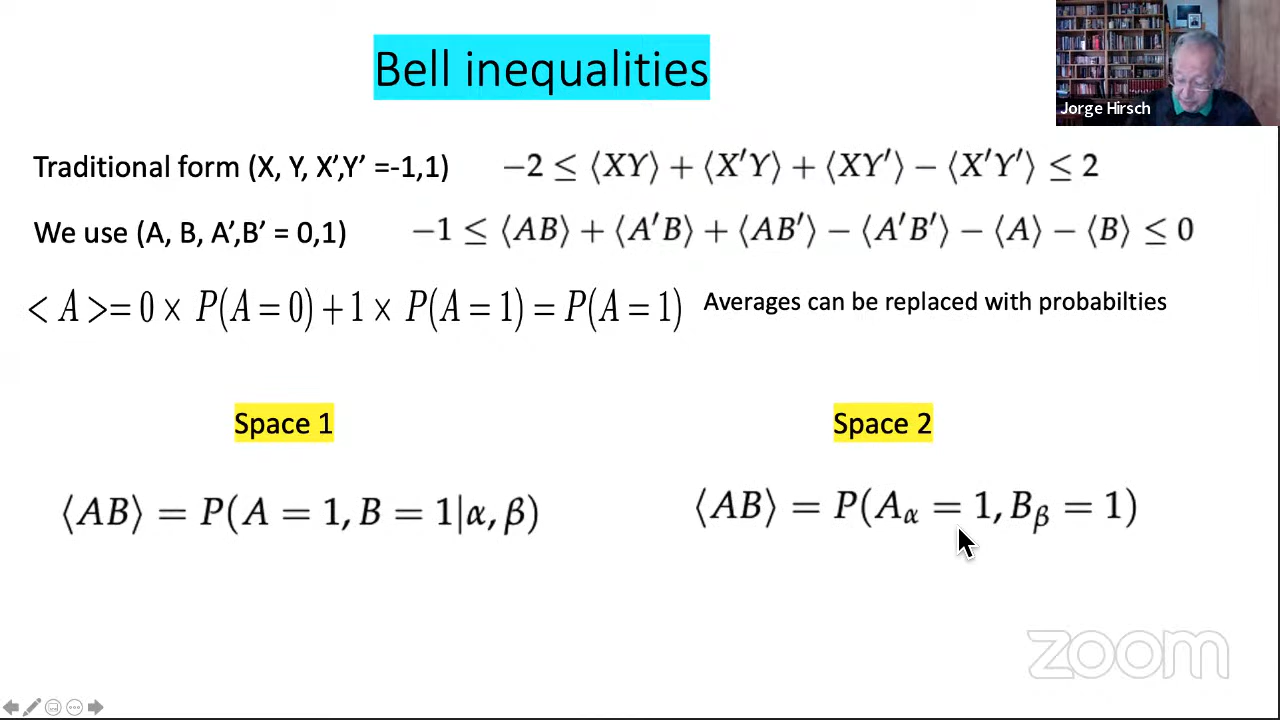 Bell inequalities
Jorge Hirsch
Traditional form (X, Y, X’,Y’ =-1,1) −2 ≤ ⟨XY⟩ + ⟨X′Y⟩ + ⟨XY′⟩ − ⟨X′Y′⟩ ≤ 2
We use (A, B, A’,B’ = 0,1) −1 ≤ ⟨AB⟩ + ⟨A′B⟩ + ⟨AB′⟩ − ⟨A′B′⟩ − ⟨A⟩ − ⟨B⟩ ≤ 0
< A >= 0 × P(A = 0) + 1 × P(A = 1) = P(A = 1) Averages can be replaced with probabilties
Space 1 Space 2
⟨AB⟩ = P(A = 1, B = 1|α, β) ⟨AB⟩ = P(A_α = 1, B_β = 1)
zoom